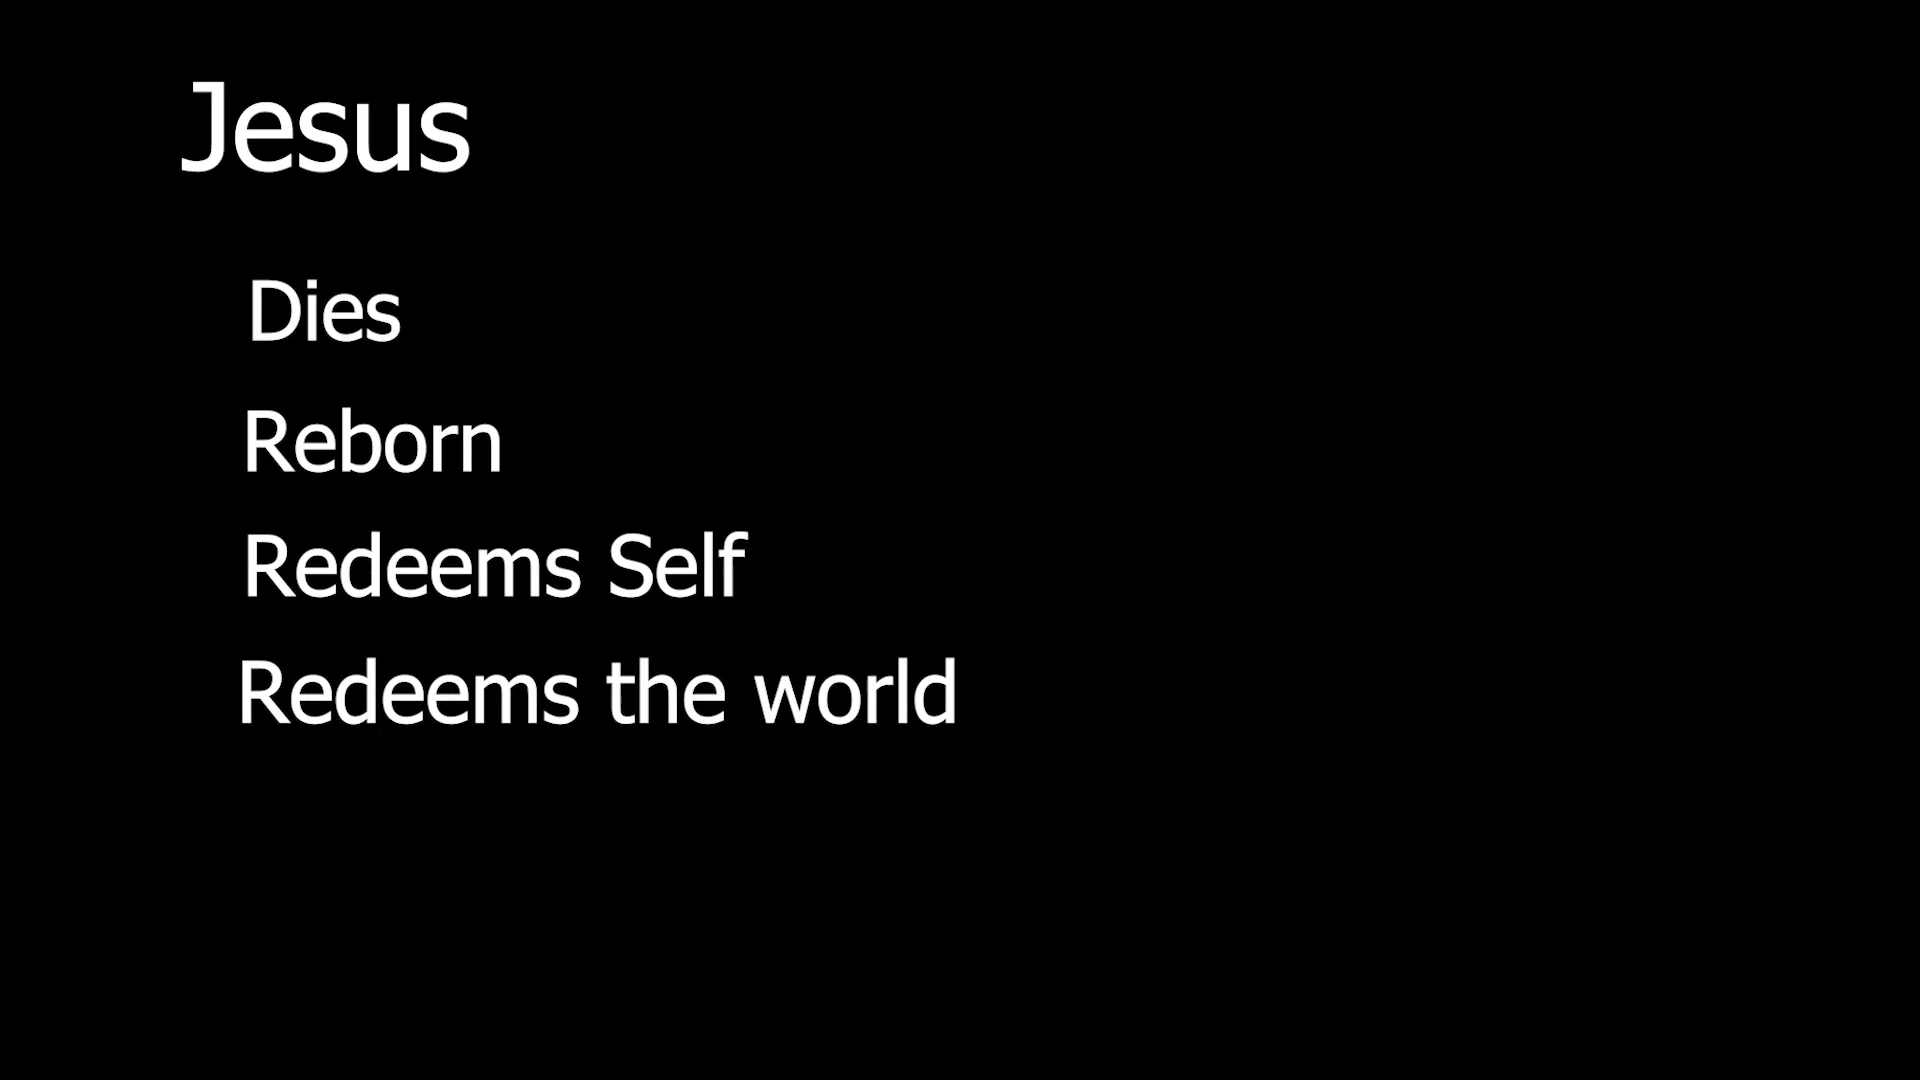 Jesus
Dies
Reborn
Redeems Self
Redeems the world